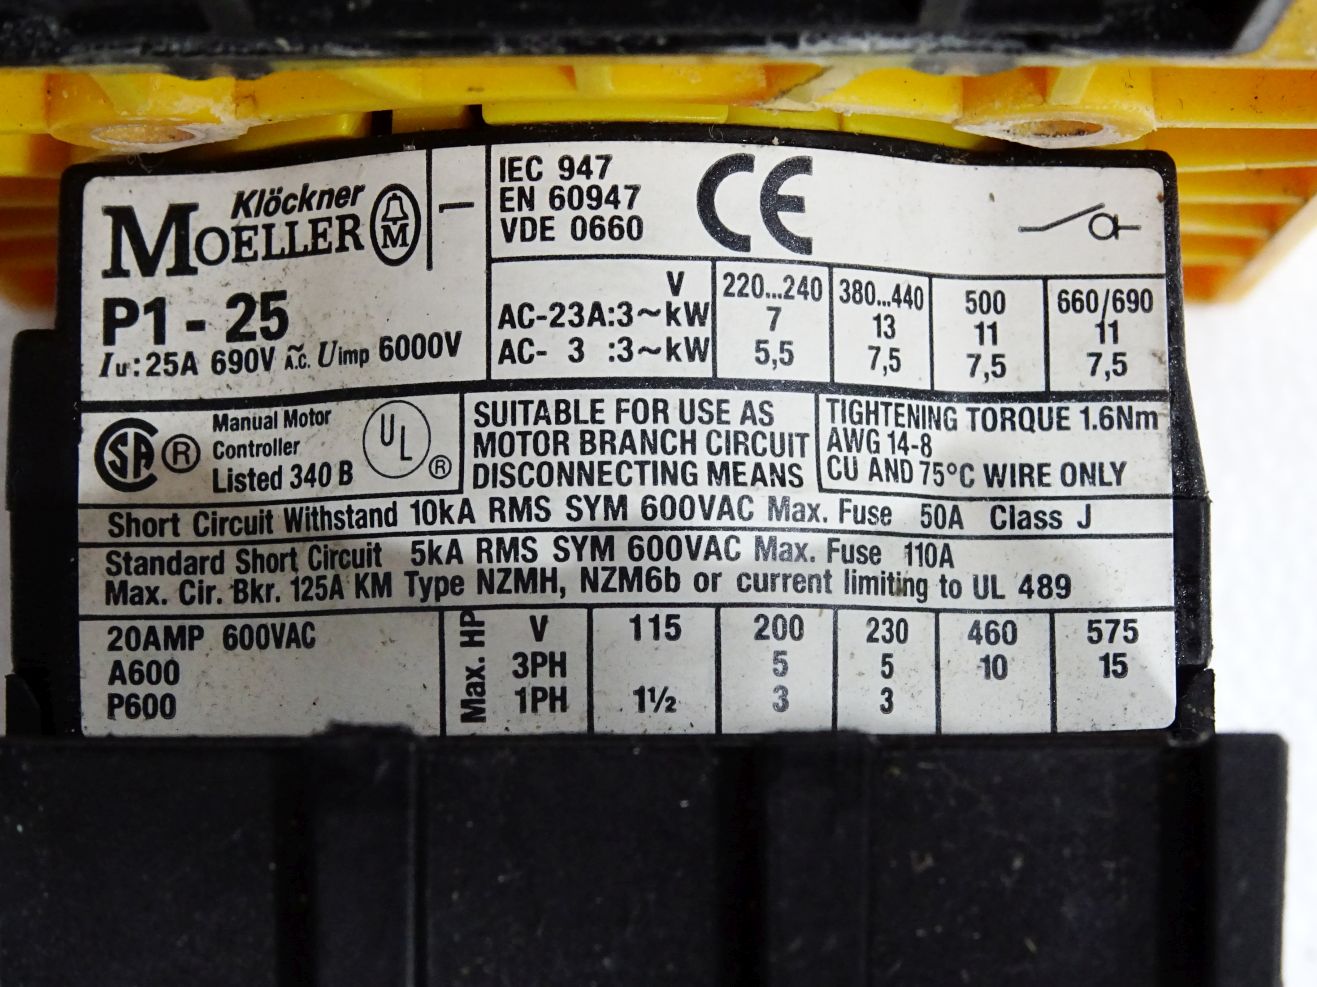 Klöckner
MOELLER M
P1-25
Iu: 25A 690V A.C. Uimp 6000V
I
IEC 947
EN 60947
VDE 0660
CE
V 220...240 380...440 500 660/690
AC-23A:3~kW 7 13 11 11
AC- 3 :3~kW 5,5 7,5 7,5 7,5
SA ®
Manual Motor
Controller
Listed 340 B
UL ®
SUITABLE FOR USE AS
MOTOR BRANCH CIRCUIT
DISCONNECTING MEANS
TIGHTENING TORQUE 1.6Nm
AWG 14-8
CU AND 75°C WIRE ONLY
Short Circuit Withstand 10kA RMS SYM 600VAC Max. Fuse 50A Class J
Standard Short Circuit 5kA RMS SYM 600VAC Max. Fuse 110A
Max. Cir. Bkr. 125A KM Type NZMH, NZM6b or current limiting to UL 489
20AMP 600VAC
A600
P600
Max. HP
V 115 200 230 460 575
3PH 5 5 10 15
1PH 1½ 3 3